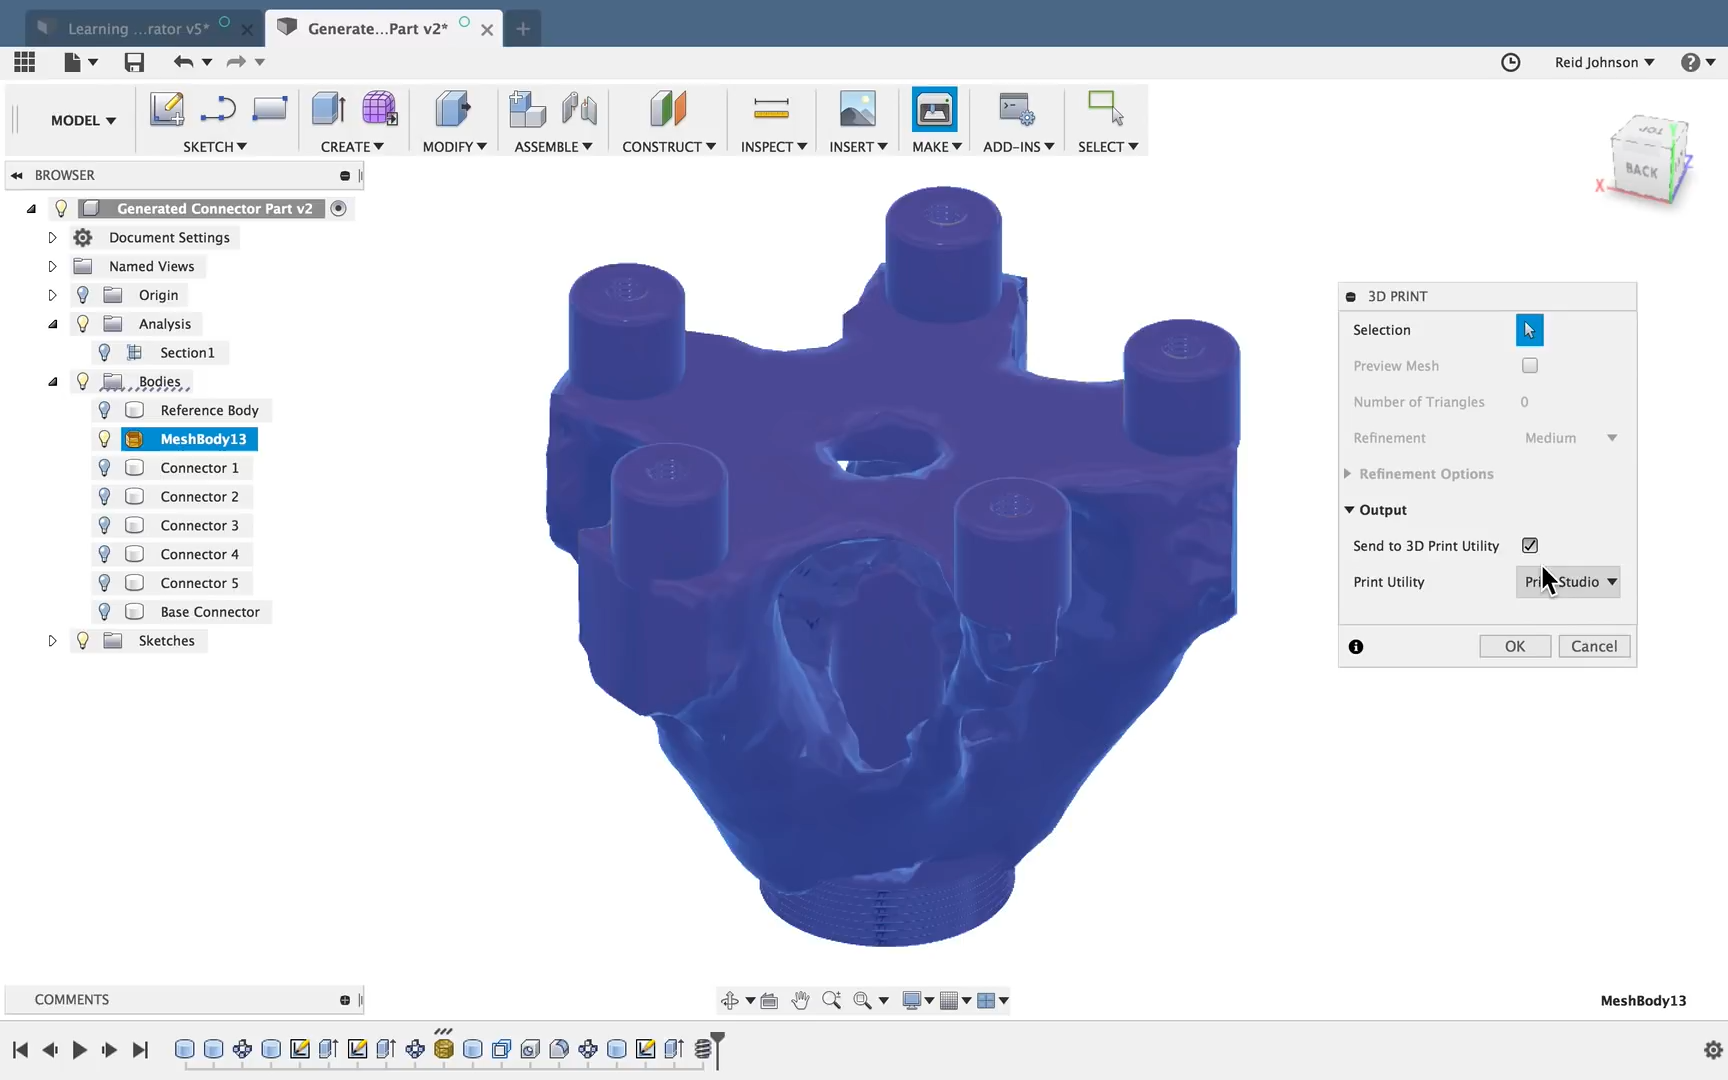 Learning ...rator v5*
Generate...Part v2*
Reid Johnson
MODEL
SKETCH
CREATE
MODIFY
ASSEMBLE
CONSTRUCT
INSPECT
INSERT
MAKE
ADD-INS
SELECT
TOP
BACK
X
Y
Z
BROWSER
Generated Connector Part v2
Document Settings
Named Views
Origin
Analysis
Section1
Bodies
Reference Body
MeshBody13
Connector 1
Connector 2
Connector 3
Connector 4
Connector 5
Base Connector
Sketches
3D PRINT
Selection
Preview Mesh
Number of Triangles 0
Refinement Medium
Refinement Options
Output
Send to 3D Print Utility
Print Utility Print Studio
OK Cancel
COMMENTS
MeshBody13